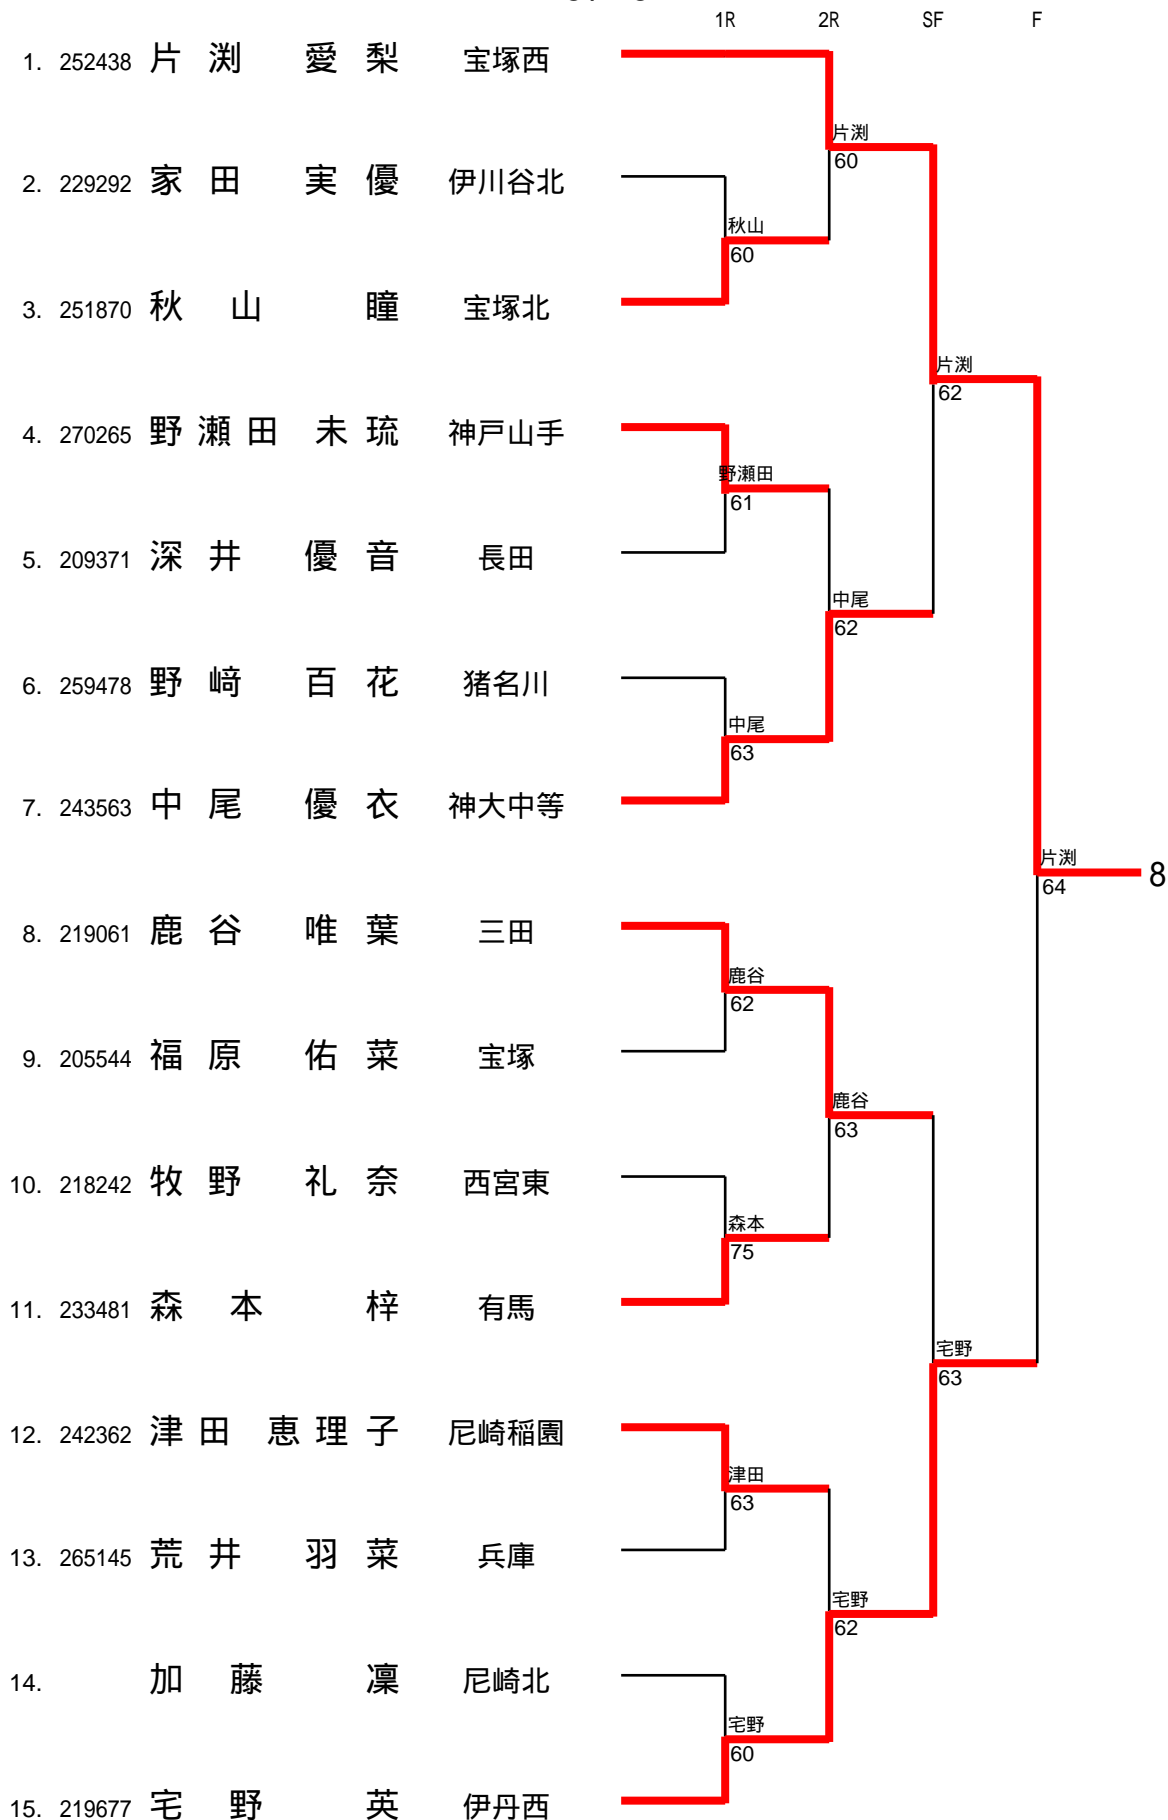 1R 2R SF F
1. 252438 片渕 愛梨 宝塚西
片渕
60
2. 229292 家田 実優 伊川谷北
秋山
60
3. 251870 秋山 瞳 宝塚北
片渕
62
4. 270265 野瀬田 未琉 神戸山手
野瀬田
61
5. 209371 深井 優音 長田
中尾
62
6. 259478 野﨑 百花 猪名川
中尾
63
7. 243563 中尾 優衣 神大中等
片渕
64
8
8. 219061 鹿谷 唯葉 三田
鹿谷
62
9. 205544 福原 佑菜 宝塚
鹿谷
63
10. 218242 牧野 礼奈 西宮東
森本
75
11. 233481 森本 梓 有馬
宅野
63
12. 242362 津田 恵理子 尼崎稲園
津田
63
13. 265145 荒井 羽菜 兵庫
宅野
62
14. 加藤 凜 尼崎北
宅野
60
15. 219677 宅野 英 伊丹西